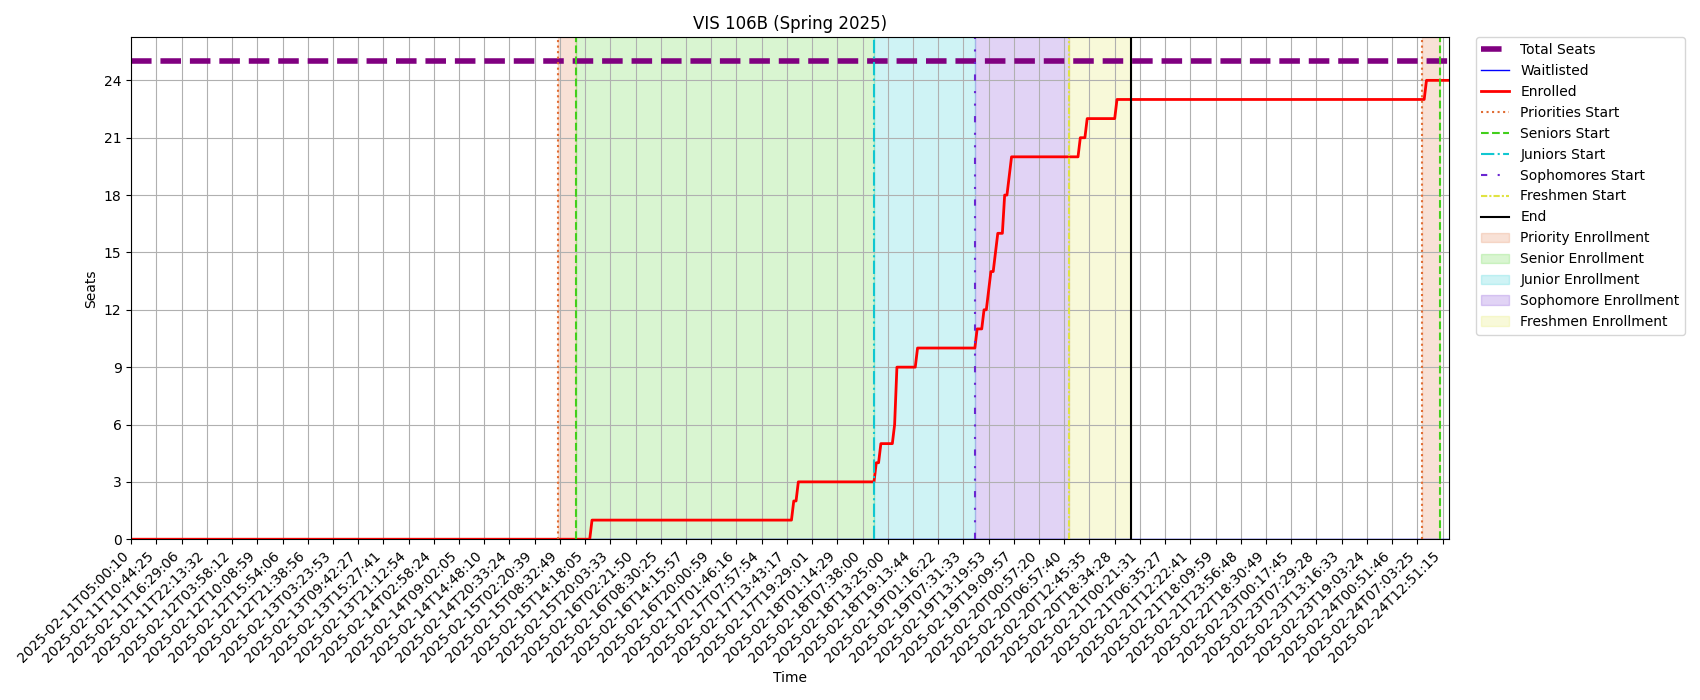 VIS 106B (Spring 2025)
Seats
24
21
18
15
12
9
6
3
0
2025-02-11T05:00:10
2025-02-11T10:44:25
2025-02-11T16:29:06
2025-02-11T22:13:32
2025-02-12T03:58:12
2025-02-12T10:08:59
2025-02-12T15:54:06
2025-02-12T21:38:56
2025-02-13T03:23:53
2025-02-13T09:42:27
2025-02-13T15:27:41
2025-02-13T21:12:54
2025-02-14T02:58:24
2025-02-14T09:02:05
2025-02-14T14:48:10
2025-02-14T20:33:24
2025-02-15T02:20:39
2025-02-15T08:32:49
2025-02-15T14:18:05
2025-02-15T20:03:33
2025-02-16T02:21:50
2025-02-16T08:30:25
2025-02-16T14:15:57
2025-02-16T20:00:59
2025-02-17T01:46:19
2025-02-17T07:57:54
2025-02-17T13:43:17
2025-02-17T19:29:01
2025-02-18T01:14:29
2025-02-18T07:38:00
2025-02-18T13:25:00
2025-02-18T19:13:44
2025-02-19T01:16:22
2025-02-19T07:31:33
2025-02-19T13:19:53
2025-02-19T19:09:57
2025-02-20T00:57:20
2025-02-20T06:57:40
2025-02-20T12:45:35
2025-02-20T18:34:28
2025-02-21T00:21:31
2025-02-21T06:35:27
2025-02-21T12:22:41
2025-02-21T18:09:59
2025-02-21T23:56:48
2025-02-22T18:30:49
2025-02-23T00:17:45
2025-02-23T07:29:28
2025-02-23T13:16:33
2025-02-23T19:03:24
2025-02-24T00:51:46
2025-02-24T07:03:25
2025-02-24T12:51:15
Time
Total Seats
Waitlisted
Enrolled
Priorities Start
Seniors Start
Juniors Start
Sophomores Start
Freshmen Start
End
Priority Enrollment
Senior Enrollment
Junior Enrollment
Sophomore Enrollment
Freshmen Enrollment